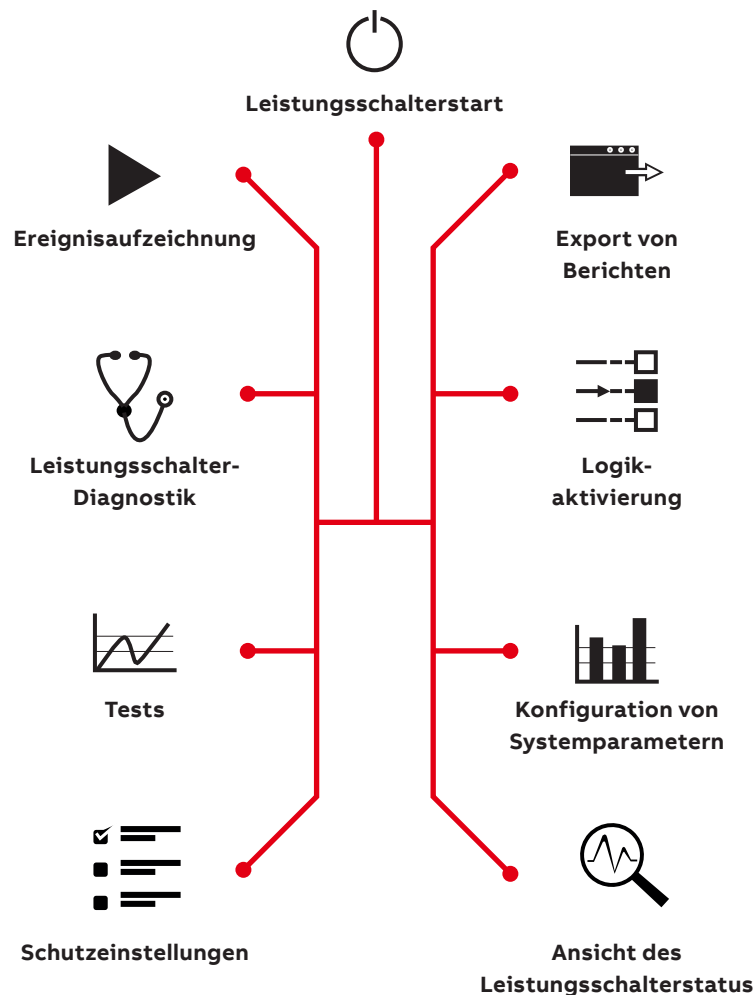 Leistungsschalterstart
Ereignisaufzeichnung
Export von
Berichten
Leistungsschalter-
Diagnostik
Logik-
aktivierung
Tests
Konfiguration von
Systemparametern
Schutzeinstellungen
Ansicht des
Leistungsschalterstatus